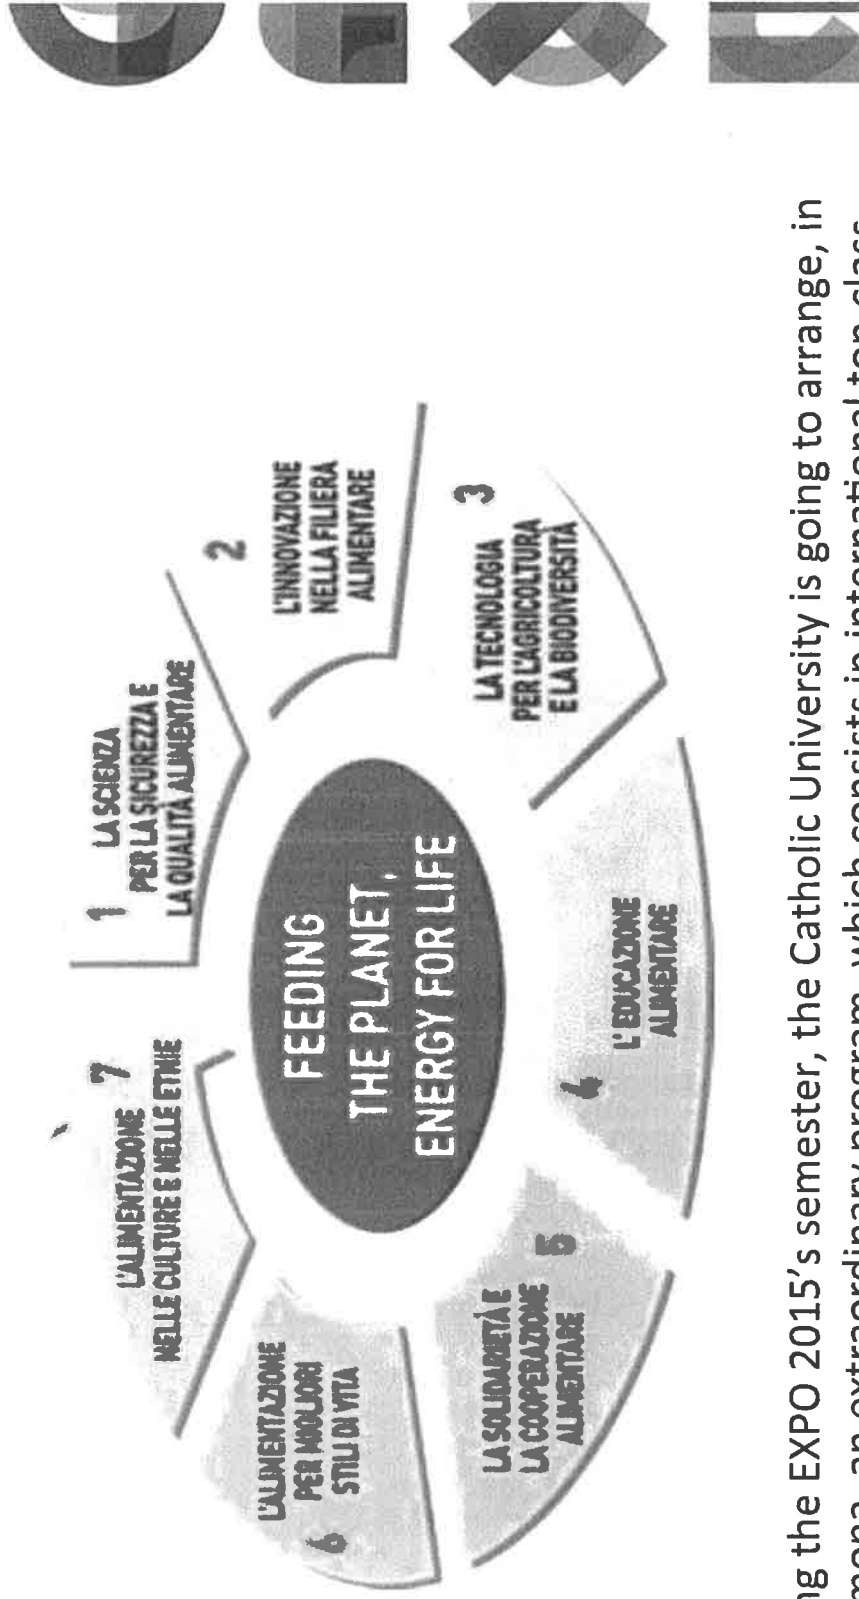 1
LA SCIENZA
PER LA SICUREZZA E
LA QUALITÀ ALIMENTARE
2
L'INNOVAZIONE
NELLA FILIERA
ALIMENTARE
3
LA TECNOLOGIA
PER L'AGRICOLTURA
E LA BIODIVERSITÀ
4
L' EDUCAZIONE
ALIMENTARE
5
LA SOLIDARIETÀ E
LA COOPERAZIONE
ALIMENTARE
6
L'ALIMENTAZIONE
PER MIGLIORI
STILI DI VITA
7
L'ALIMENTAZIONE
NELLE CULTURE E NELLE ETNIE
FEEDING
THE PLANET,
ENERGY FOR LIFE
ng the EXPO 2015's semester, the Catholic University is going to arrange, in
mona, an extraordinary program, which consists in international top-class